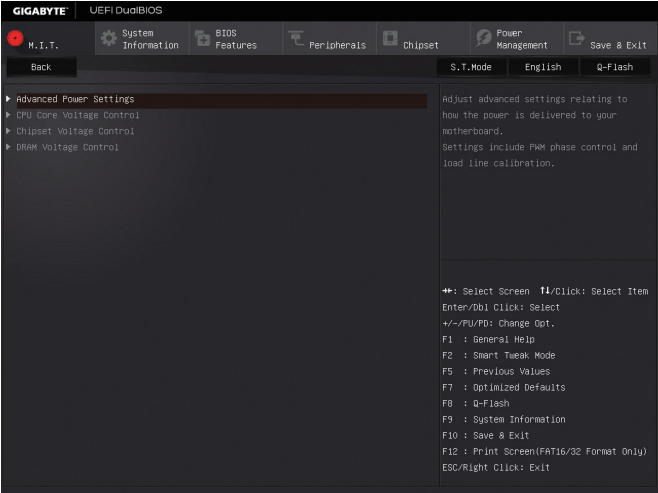 GIGABYTE™ UEFI DualBIOS
M.I.T.
System
Information
BIOS
Features
Peripherals
Chipset
Power
Management
Save & Exit
Back
S.T.Mode English Q-Flash
Advanced Power Settings
CPU Core Voltage Control
Chipset Voltage Control
DRAM Voltage Control
Adjust advanced settings relating to
how the power is delivered to your
motherboard.
Settings include PWM phase control and
load line calibration.
→←: Select Screen ↑↓/Click: Select Item
Enter/Dbl Click: Select
+/-/PU/PD: Change Opt.
F1 : General Help
F2 : Smart Tweak Mode
F5 : Previous Values
F7 : Optimized Defaults
F8 : Q-Flash
F9 : System Information
F10 : Save & Exit
F12 : Print Screen(FAT16/32 Format Only)
ESC/Right Click: Exit